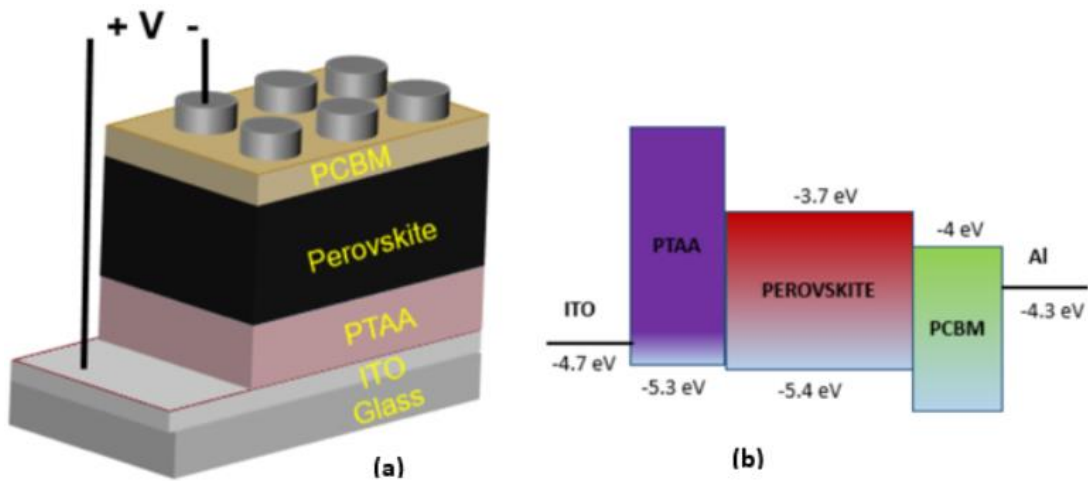 + V -
PCBM
Perovskite
PTAA
ITO
Glass
(a)
-3.7 eV
-4 eV
PTAA
Al
PEROVSKITE
ITO
-4.3 eV
PCBM
-4.7 eV
-5.3 eV
-5.4 eV
(b)